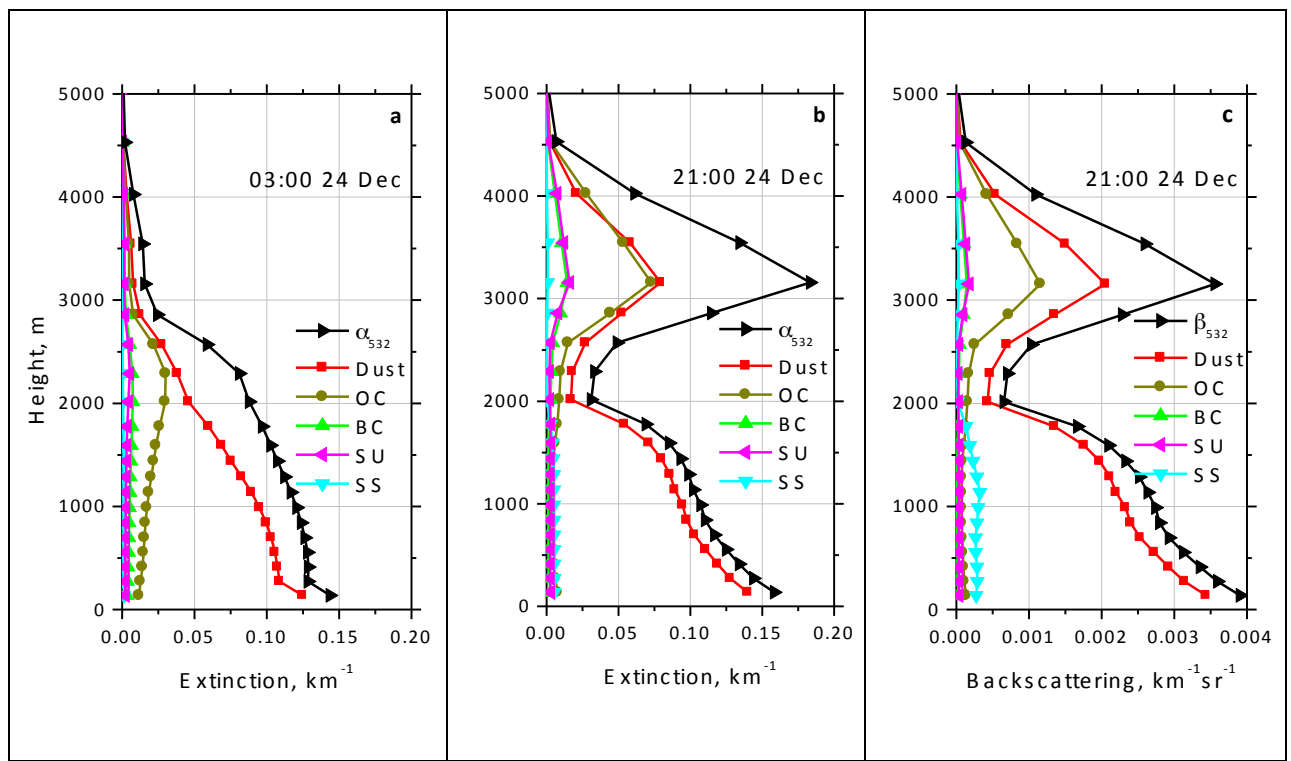 a
03:00 24 Dec
5000
4000
3000
2000
1000
0
Height, m
α532
Dust
OC
BC
SU
SS
0.00 0.05 0.10 0.15 0.20
Extinction, km-1
b
21:00 24 Dec
5000
4000
3000
2000
1000
0
α532
Dust
OC
BC
SU
SS
0.00 0.05 0.10 0.15 0.20
Extinction, km-1
c
21:00 24 Dec
5000
4000
3000
2000
1000
0
β532
Dust
OC
BC
SU
SS
0.000 0.001 0.002 0.003 0.004
Backscattering, km-1sr-1